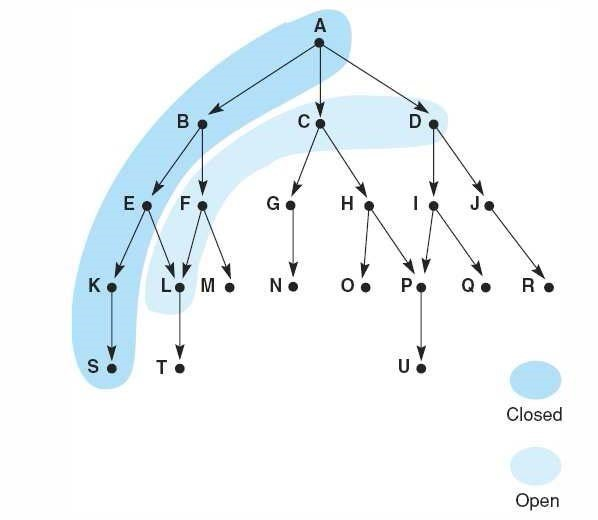 A
B C D
E F G H I J
K L M N O P Q R
S T U
Closed
Open